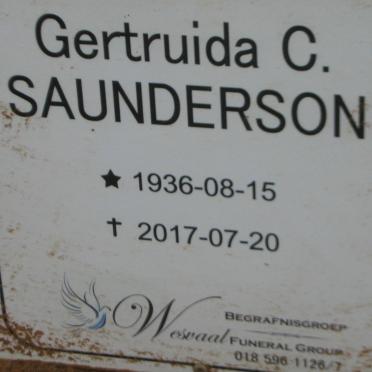 Gertruida C.
SAUNDERSON
★ 1936-08-15
✝ 2017-07-20
Wesvaal BEGRAFNISGROEP
FUNERAL GROUP
018 596 1126/7